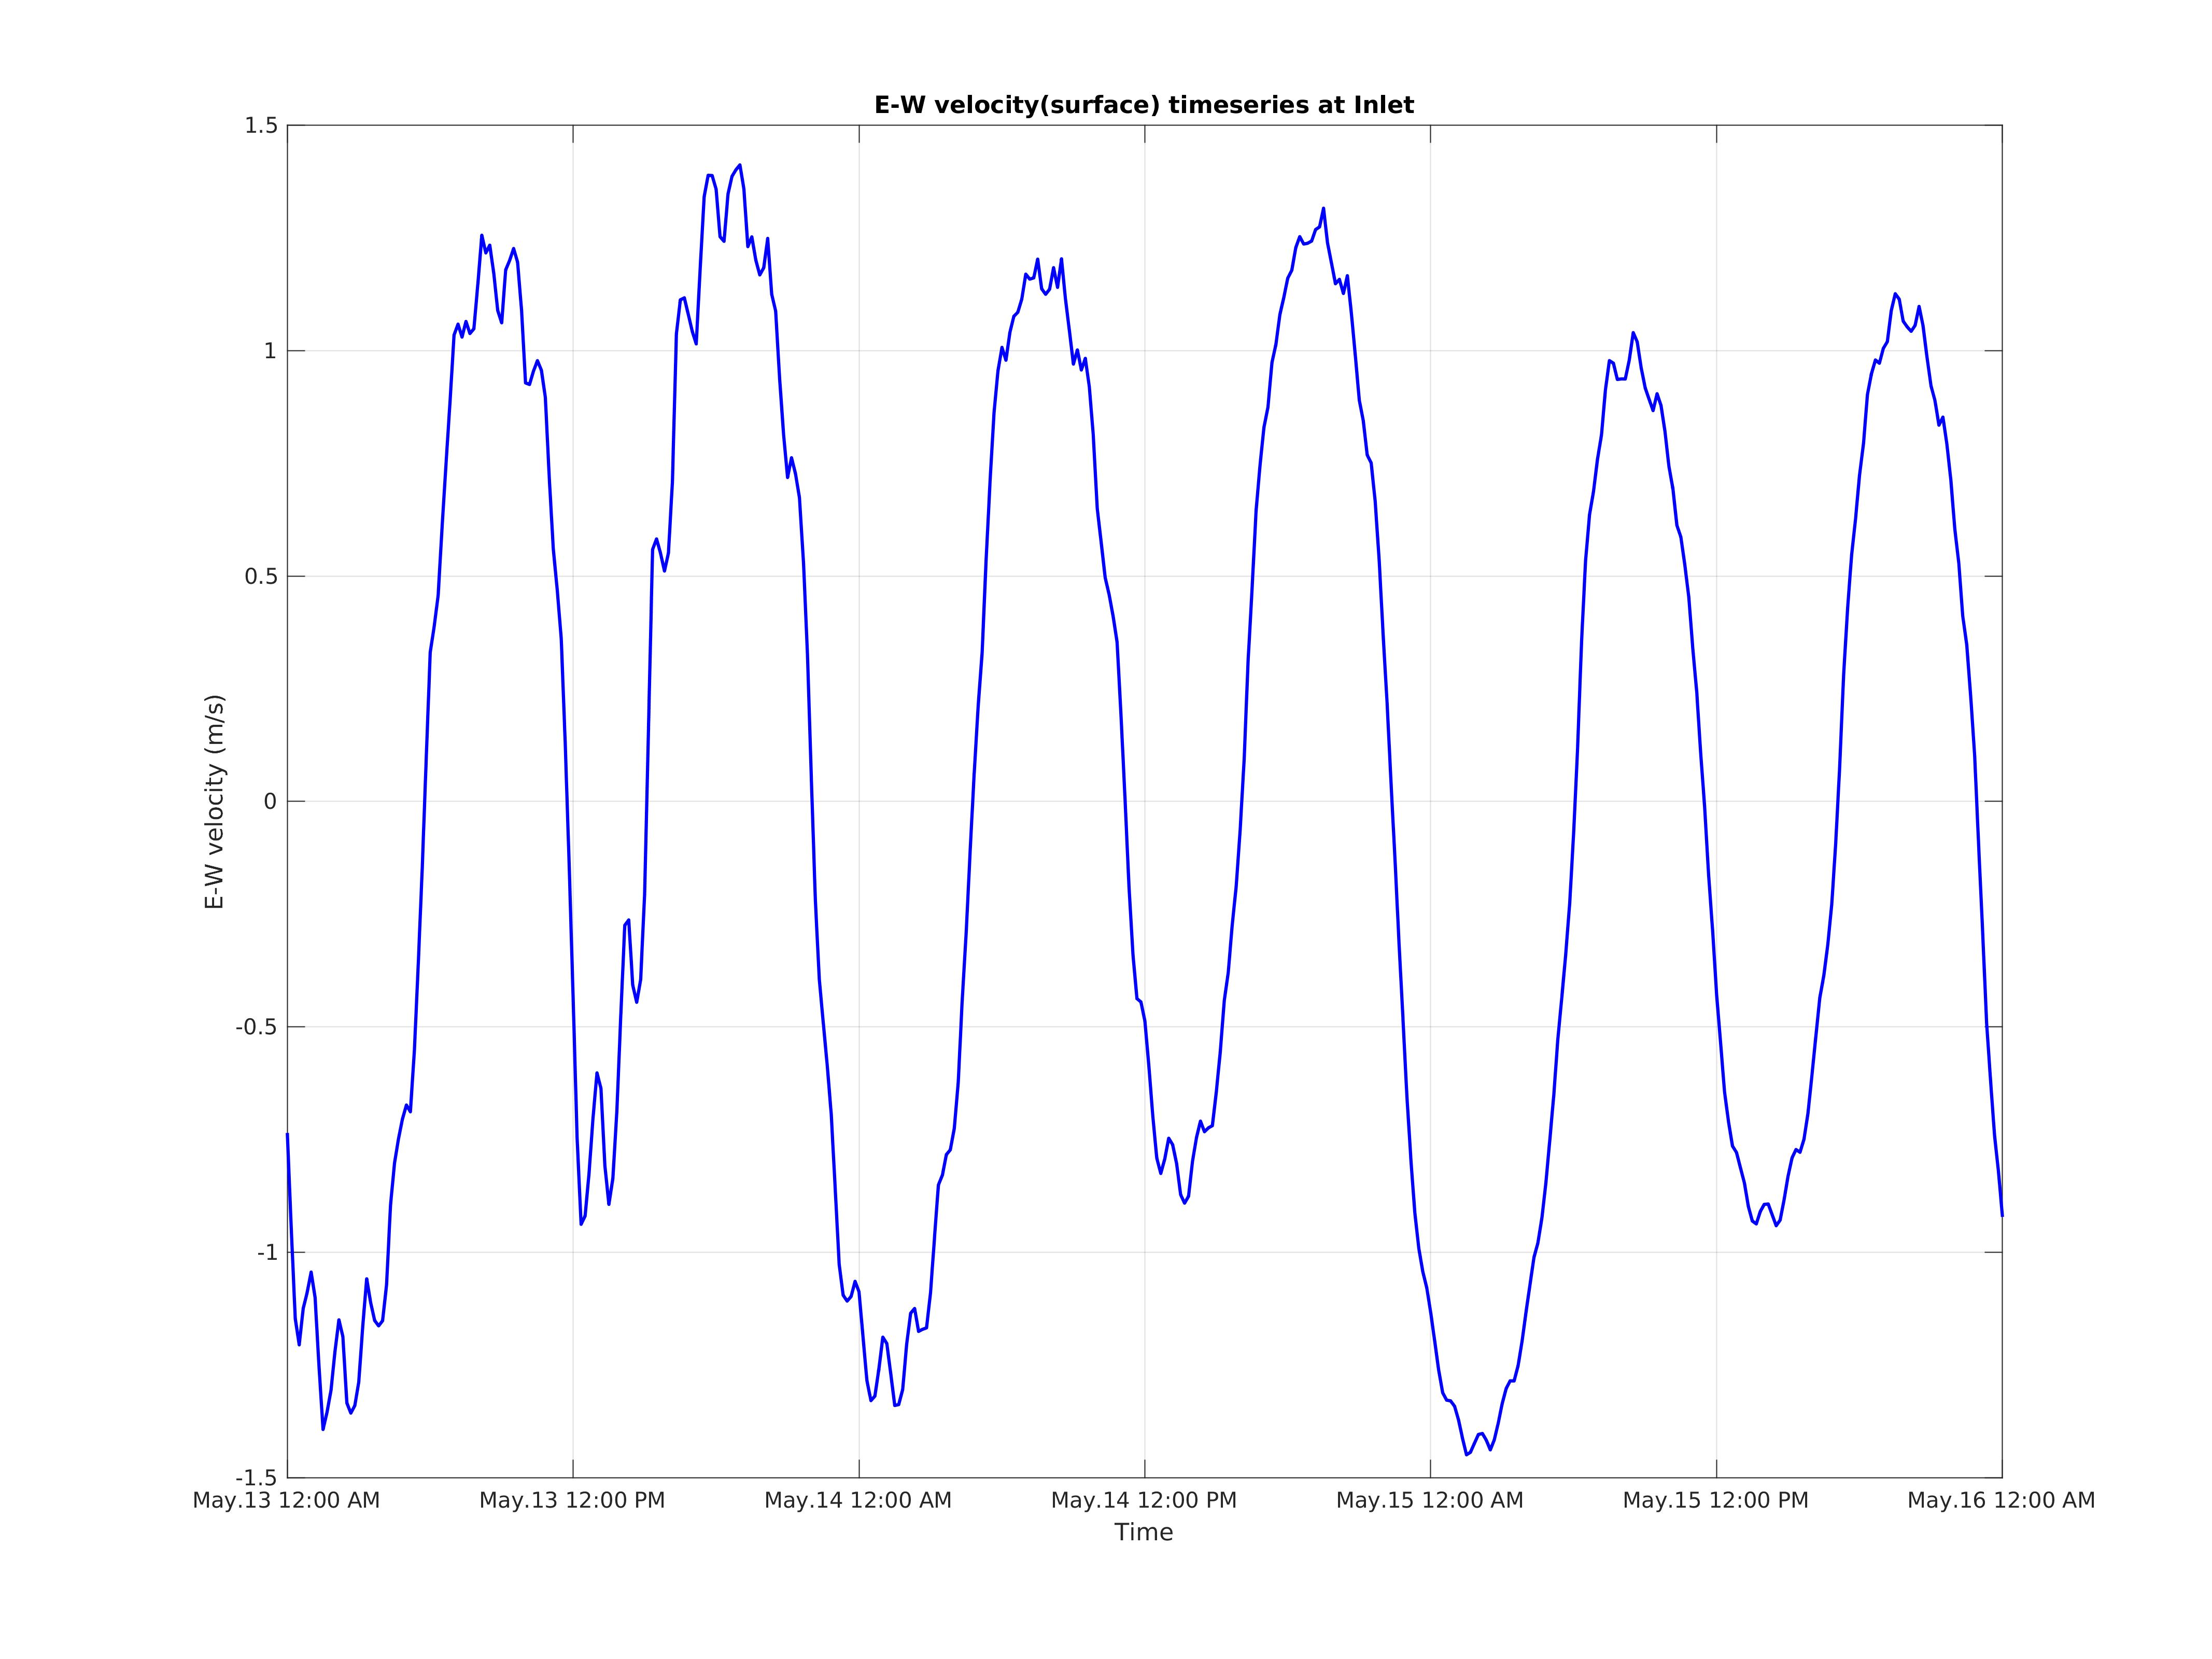 E-W velocity(surface) timeseries at Inlet
1.5
1
0.5
0
-0.5
-1
-1.5
E-W velocity (m/s)
May.13 12:00 AM May.13 12:00 PM May.14 12:00 AM May.14 12:00 PM May.15 12:00 AM May.15 12:00 PM May.16 12:00 AM
Time